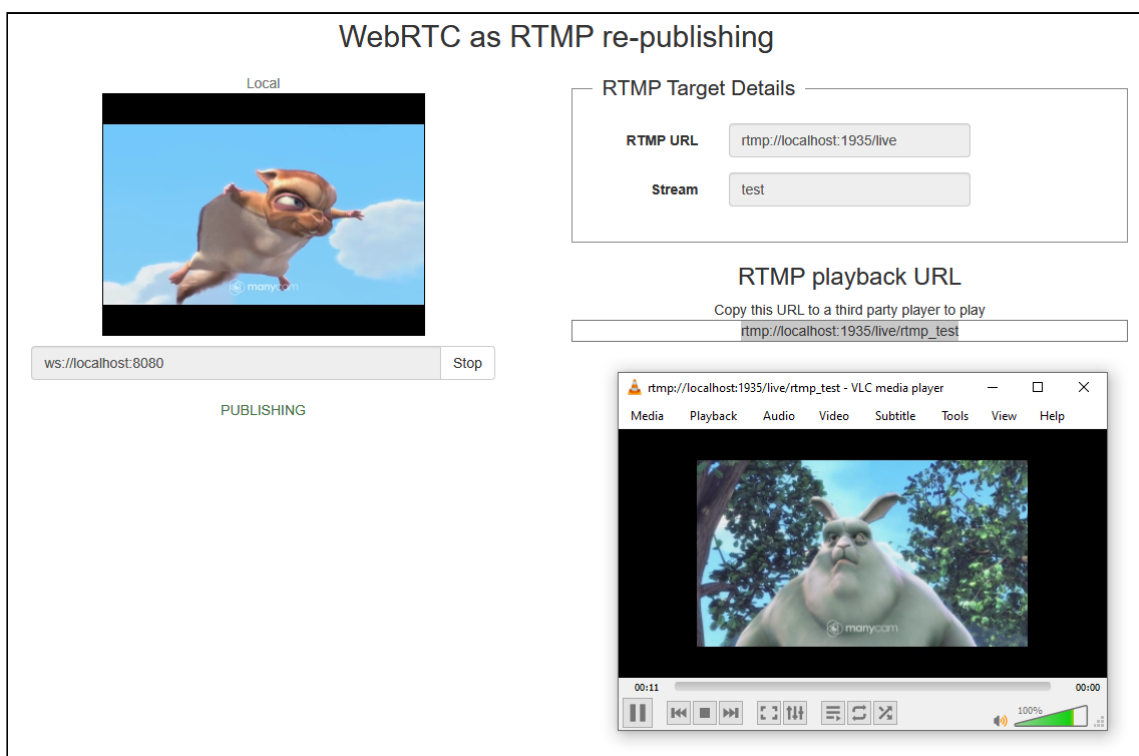 WebRTC as RTMP re-publishing
Local
manycam
ws://localhost:8080
Stop
PUBLISHING
RTMP Target Details
RTMP URL
rtmp://localhost:1935/live
Stream
test
RTMP playback URL
Copy this URL to a third party player to play
rtmp://localhost:1935/live/rtmp_test
rtmp://localhost:1935/live/rtmp_test - VLC media player
Media Playback Audio Video Subtitle Tools View Help
manycam
00:11
00:00
100%